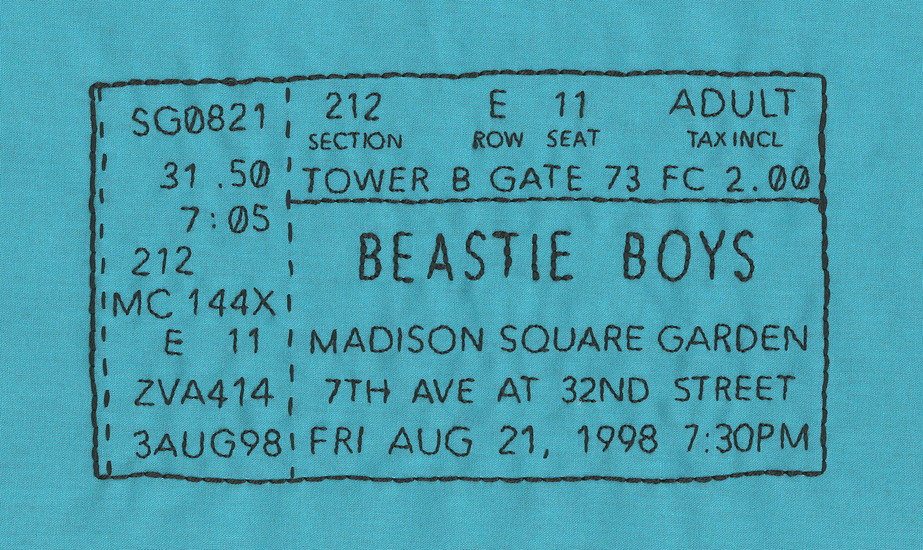 SG0821
31.50
7:05
212
MC 144X
E 11
ZVA414
3AUG98
212 E 11 ADULT
SECTION ROW SEAT TAX INCL
TOWER B GATE 73 FC 2.00
BEASTIE BOYS
MADISON SQUARE GARDEN
7TH AVE AT 32ND STREET
FRI AUG 21, 1998 7:30PM